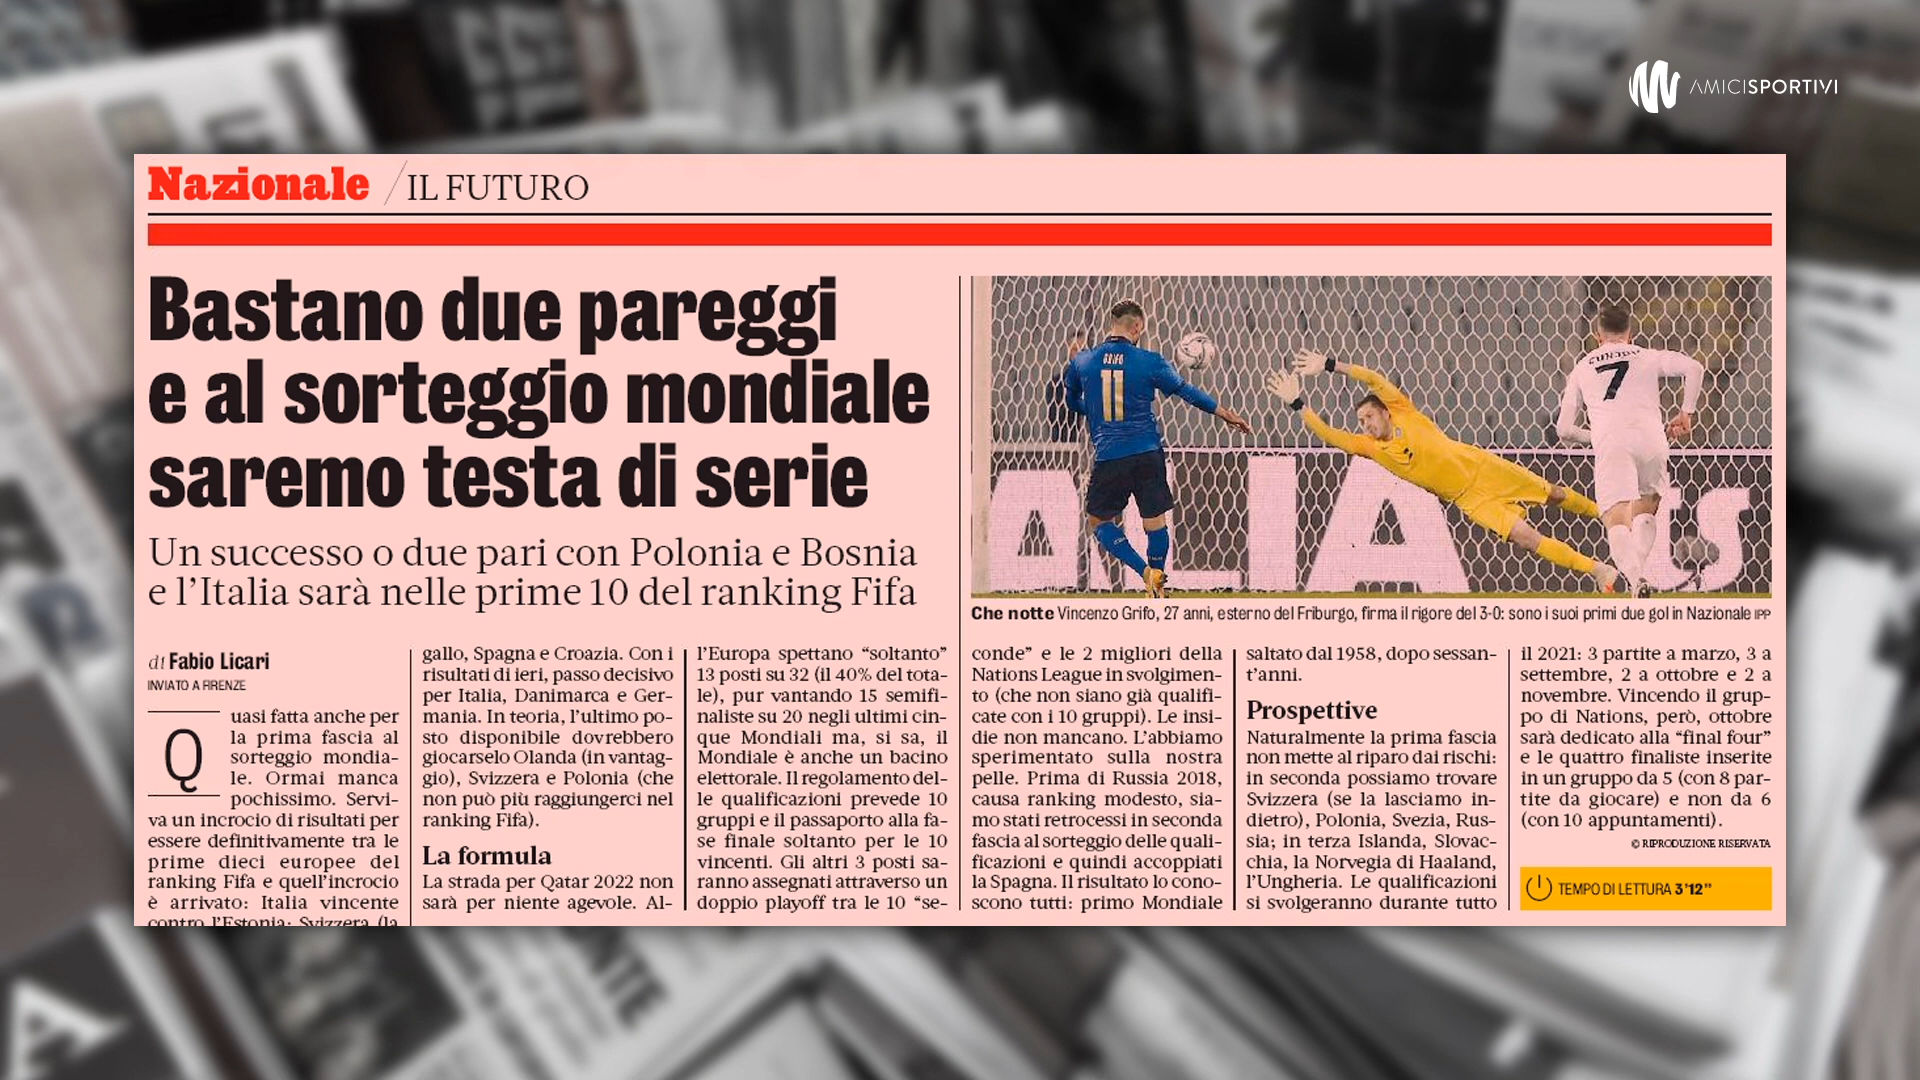 AMICISPORTIVI
Nazionale / IL FUTURO
Bastano due pareggi
e al sorteggio mondiale
saremo testa di serie
Un successo o due pari con Polonia e Bosnia
e l'Italia sarà nelle prime 10 del ranking Fifa
GRIFO
11
7
ALIA
ts
Che notte Vincenzo Grifo, 27 anni, esterno del Friburgo, firma il rigore del 3-0: sono i suoi primi due gol in Nazionale IPP
di Fabio Licari
INVIATO A FIRENZE
Quasi fatta anche per
la prima fascia al
sorteggio mondia-
le. Ormai manca
pochissimo. Servi-
va un incrocio di risultati per
essere definitivamente tra le
prime dieci europee del
ranking Fifa e quell'incrocio
è arrivato: Italia vincente
contro l'Estonia; Svizzera (la
gallo, Spagna e Croazia. Con i
risultati di ieri, passo decisivo
per Italia, Danimarca e Ger-
mania. In teoria, l'ultimo po-
sto disponibile dovrebbero
giocarselo Olanda (in vantag-
gio), Svizzera e Polonia (che
non può più raggiungerci nel
ranking Fifa).
La formula
La strada per Qatar 2022 non
sarà per niente agevole. Al-
l'Europa spettano “soltanto”
13 posti su 32 (il 40% del tota-
le), pur vantando 15 semifi-
naliste su 20 negli ultimi cin-
que Mondiali ma, si sa, il
Mondiale è anche un bacino
elettorale. Il regolamento del-
le qualificazioni prevede 10
gruppi e il passaporto alla fa-
se finale soltanto per le 10
vincenti. Gli altri 3 posti sa-
ranno assegnati attraverso un
doppio playoff tra le 10 “se-
conde” e le 2 migliori della
Nations League in svolgimen-
to (che non siano già qualifi-
cate con i 10 gruppi). Le insi-
die non mancano. L'abbiamo
sperimentato sulla nostra
pelle. Prima di Russia 2018,
causa ranking modesto, sia-
mo stati retrocessi in seconda
fascia al sorteggio delle quali-
ficazioni e quindi accoppiati
la Spagna. Il risultato lo cono-
scono tutti: primo Mondiale
saltato dal 1958, dopo sessan-
t'anni.
Prospettive
Naturalmente la prima fascia
non mette al riparo dai rischi:
in seconda possiamo trovare
Svizzera (se la lasciamo in-
dietro), Polonia, Svezia, Rus-
sia; in terza Islanda, Slovac-
chia, la Norvegia di Haaland,
l'Ungheria. Le qualificazioni
si svolgeranno durante tutto
il 2021: 3 partite a marzo, 3 a
settembre, 2 a ottobre e 2 a
novembre. Vincendo il grup-
po di Nations, però, ottobre
sarà dedicato alla “final four”
e le quattro finaliste inserite
in un gruppo da 5 (con 8 par-
tite da giocare) e non da 6
(con 10 appuntamenti).
© RIPRODUZIONE RISERVATA
TEMPO DI LETTURA 3'12”